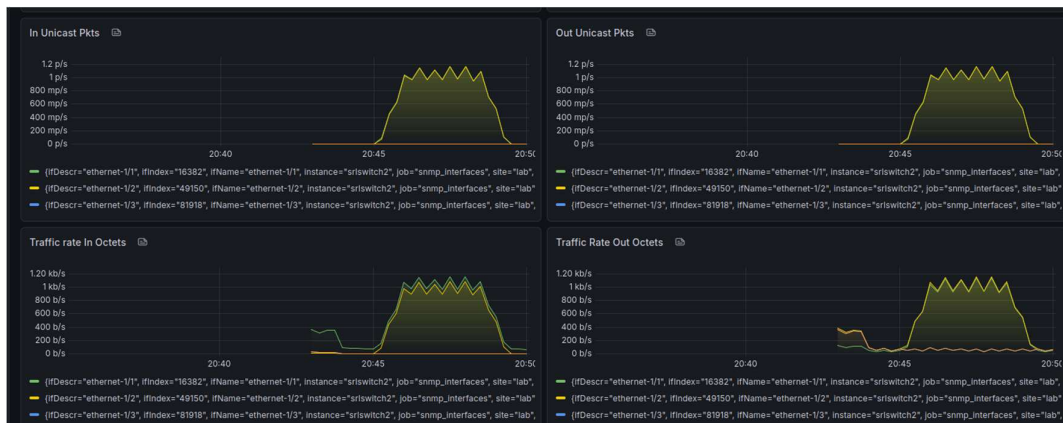 In Unicast Pkts
1.2 p/s
1 p/s
800 mp/s
600 mp/s
400 mp/s
200 mp/s
0 p/s
20:40
20:45
20:50
{ifDescr="ethernet-1/1", ifIndex="16382", ifName="ethernet-1/1", instance="srlswitch2", job="snmp_interfaces", site="lab",
{ifDescr="ethernet-1/2", ifIndex="49150", ifName="ethernet-1/2", instance="srlswitch2", job="snmp_interfaces", site="lab"
{ifDescr="ethernet-1/3", ifIndex="81918", ifName="ethernet-1/3", instance="srlswitch2", job="snmp_interfaces", site="lab",
Out Unicast Pkts
1.2 p/s
1 p/s
800 mp/s
600 mp/s
400 mp/s
200 mp/s
0 p/s
20:40
20:45
20:50
{ifDescr="ethernet-1/1", ifIndex="16382", ifName="ethernet-1/1", instance="srlswitch2", job="snmp_interfaces", site="lab",
{ifDescr="ethernet-1/2", ifIndex="49150", ifName="ethernet-1/2", instance="srlswitch2", job="snmp_interfaces", site="lab"
{ifDescr="ethernet-1/3", ifIndex="81918", ifName="ethernet-1/3", instance="srlswitch2", job="snmp_interfaces", site="lab",
Traffic rate In Octets
1.20 kb/s
1 kb/s
800 b/s
600 b/s
400 b/s
200 b/s
0 b/s
20:40
20:45
20:50
{ifDescr="ethernet-1/1", ifIndex="16382", ifName="ethernet-1/1", instance="srlswitch2", job="snmp_interfaces", site="lab",
{ifDescr="ethernet-1/2", ifIndex="49150", ifName="ethernet-1/2", instance="srlswitch2", job="snmp_interfaces", site="lab"
{ifDescr="ethernet-1/3", ifIndex="81918", ifName="ethernet-1/3", instance="srlswitch2", job="snmp_interfaces", site="lab",
Traffic Rate Out Octets
1.20 kb/s
1 kb/s
800 b/s
600 b/s
400 b/s
200 b/s
0 b/s
20:40
20:45
20:50
{ifDescr="ethernet-1/1", ifIndex="16382", ifName="ethernet-1/1", instance="srlswitch2", job="snmp_interfaces", site="lab",
{ifDescr="ethernet-1/2", ifIndex="49150", ifName="ethernet-1/2", instance="srlswitch2", job="snmp_interfaces", site="lab"
{ifDescr="ethernet-1/3", ifIndex="81918", ifName="ethernet-1/3", instance="srlswitch2", job="snmp_interfaces", site="lab",